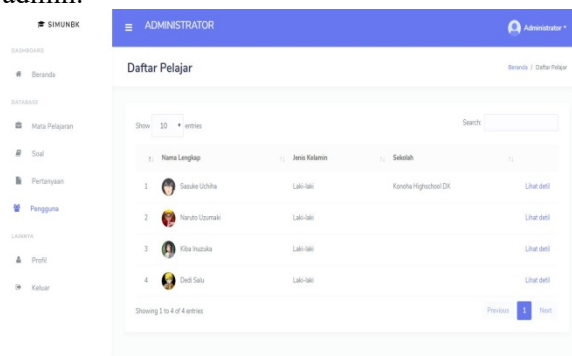 admin.
SIMUNBK
ADMINISTRATOR
Administrator
DASHBOARD
Beranda
DATABASE
Mata Pelajaran
Soal
Pertanyaan
Pengguna
LAINNYA
Profil
Keluar
Daftar Pelajar
Beranda / Daftar Pelajar
Show 10 entries
Search:
Nama Lengkap Jenis Kelamin Sekolah
1 Sasuke Uchiha Laki-laki Konoha Highschool DX Lihat detil
2 Naruto Uzumaki Laki-laki Lihat detil
3 Kiba Inuzuka Laki-laki Lihat detil
4 Dedi Salu Laki-laki Lihat detil
Showing 1 to 4 of 4 entries
Previous 1 Next